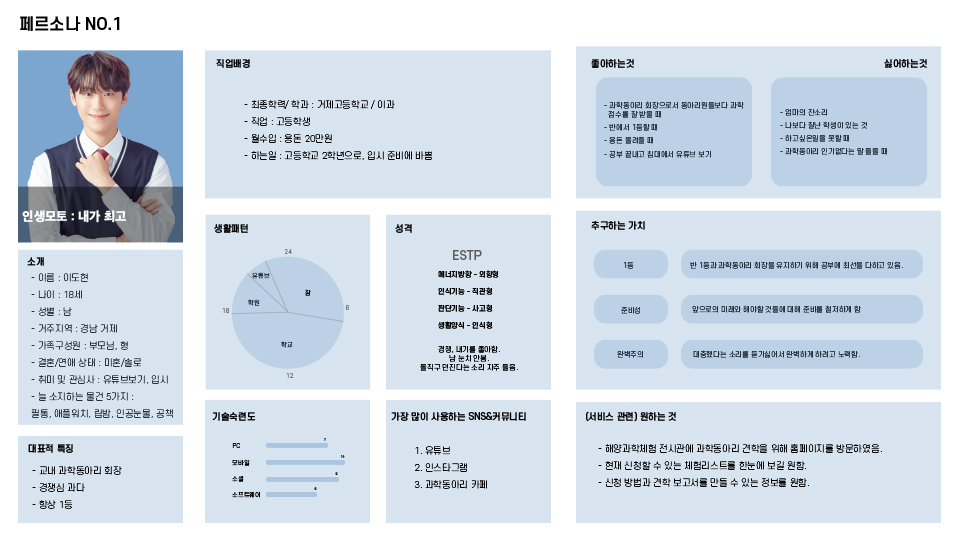 페르소나 NO.1
인생모토 : 내가 최고
소개
- 이름 : 이도현
- 나이 : 18세
- 성별 : 남
- 거주지역 : 경남 거제
- 가족구성원 : 부모님, 형
- 결혼/연애 상태 : 미혼/솔로
- 취미 및 관심사 : 유튜브보기, 입시
- 늘 소지하는 물건 5가지 :
필통, 애플워치, 립밤, 인공눈물, 공책
대표적 특징
- 교내 과학동아리 회장
- 경쟁심 과다
- 항상 1등
직업배경
- 최종학력/ 학과 : 거제고등학교 / 이과
- 직업 : 고등학생
- 월수입 : 용돈 20만원
- 하는일 : 고등학교 2학년으로, 입시 준비에 바쁨
생활패턴
24
유튜브
잠
학원
18
6
학교
12
성격
ESTP
에너지방향 - 외향형
인식기능 - 직관형
판단기능 - 사고형
생활양식 - 인식형
경쟁, 내기를 좋아함.
남 눈치 안봄.
돌직구 던진다는 소리 자주 들음.
기술숙련도
PC
7
모바일
소셜
소프트웨어
가장 많이 사용하는 SNS&커뮤니티
1. 유튜브
2. 인스타그램
3. 과학동아리 카페
좋아하는것
- 과학동아리 회장으로서 동아리원들보다 과학
점수를 잘 받을 때
- 반에서 1등할 때
- 용돈 올려줄 때
- 공부 끝내고 침대에서 유튜브 보기
싫어하는것
- 엄마의 잔소리
- 나보다 잘난 학생이 있는 것
- 하고싶은일을 못할 때
- 과학동아리 인기없다는 말 들을 때
추구하는 가치
1등
반 1등과 과학동아리 회장을 유지하기 위해 공부에 최선을 다하고 있음.
준비성
앞으로의 미래와 해야할 것들에 대해 준비를 철저하게 함
완벽주의
대충했다는 소리를 듣기싫어서 완벽하게 하려고 노력함.
(서비스 관련) 원하는 것
- 해양과학체험 전시관에 과학동아리 견학을 위해 홈페이지를 방문하였음.
- 현재 신청할 수 있는 체험리스트를 한눈에 보길 원함.
- 신청 방법과 견학 보고서를 만들 수 있는 정보를 원함.